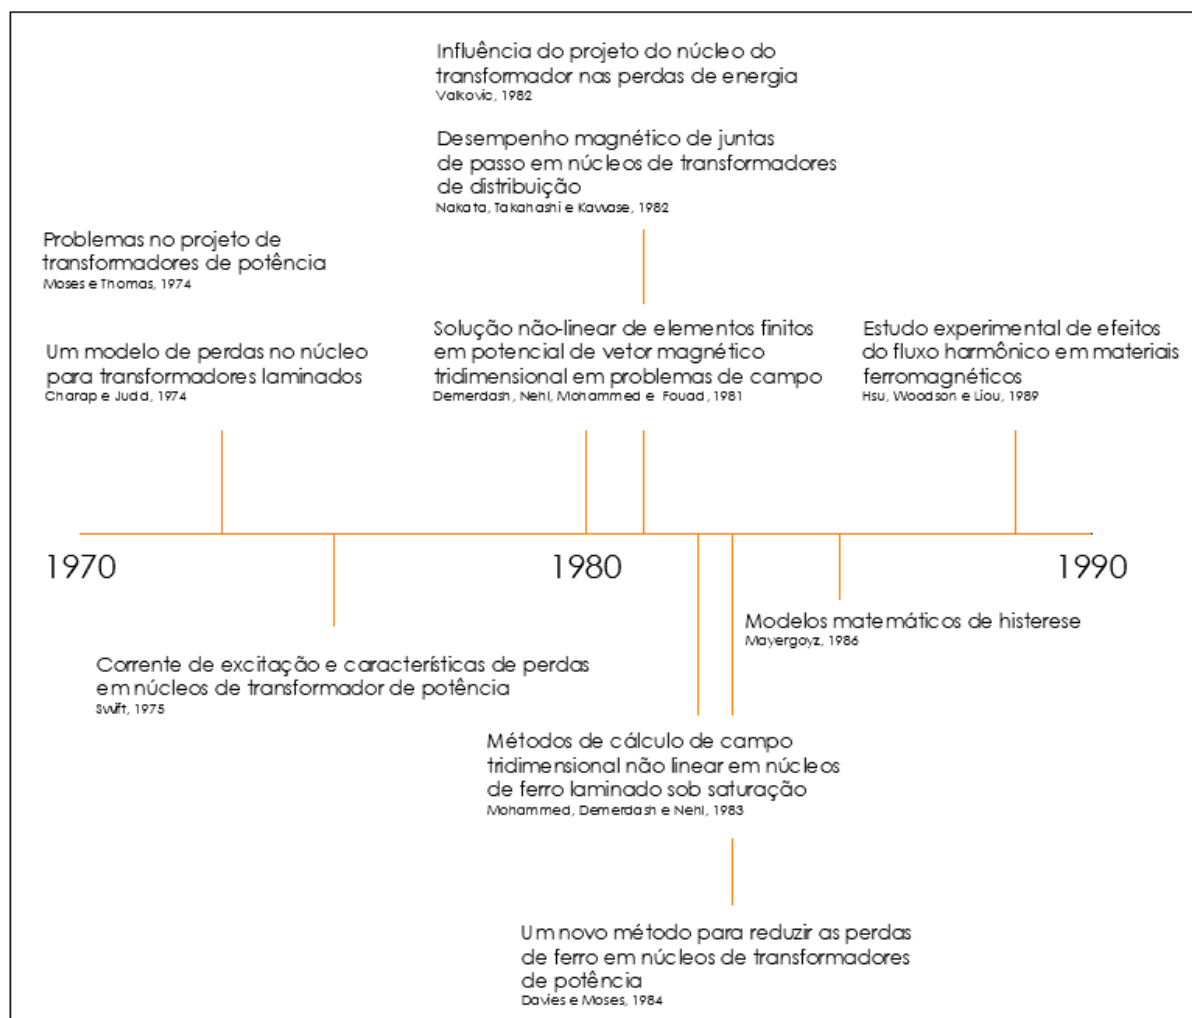 Influência do projeto do núcleo do
transformador nas perdas de energia
Valkovic, 1982
Desempenho magnético de juntas
de passo em núcleos de transformadores
de distribuição
Nakata, Takahashi e Kawase, 1982
Problemas no projeto de
transformadores de potência
Moses e Thomas, 1974
Um modelo de perdas no núcleo
para transformadores laminados
Charap e Judd, 1974
Solução não-linear de elementos finitos
em potencial de vetor magnético
tridimensional em problemas de campo
Demerdash, Nehl, Mohammed e Fouad, 1981
Estudo experimental de efeitos
do fluxo harmônico em materiais
ferromagnéticos
Hsu, Woodson e Liou, 1989
1970
1980
1990
Modelos matemáticos de histerese
Mayergoyz, 1986
Corrente de excitação e características de perdas
em núcleos de transformador de potência
Swift, 1975
Métodos de cálculo de campo
tridimensional não linear em núcleos
de ferro laminado sob saturação
Mohammed, Demerdash e Nehl, 1983
Um novo método para reduzir as perdas
de ferro em núcleos de transformadores
de potência
Davies e Moses, 1984